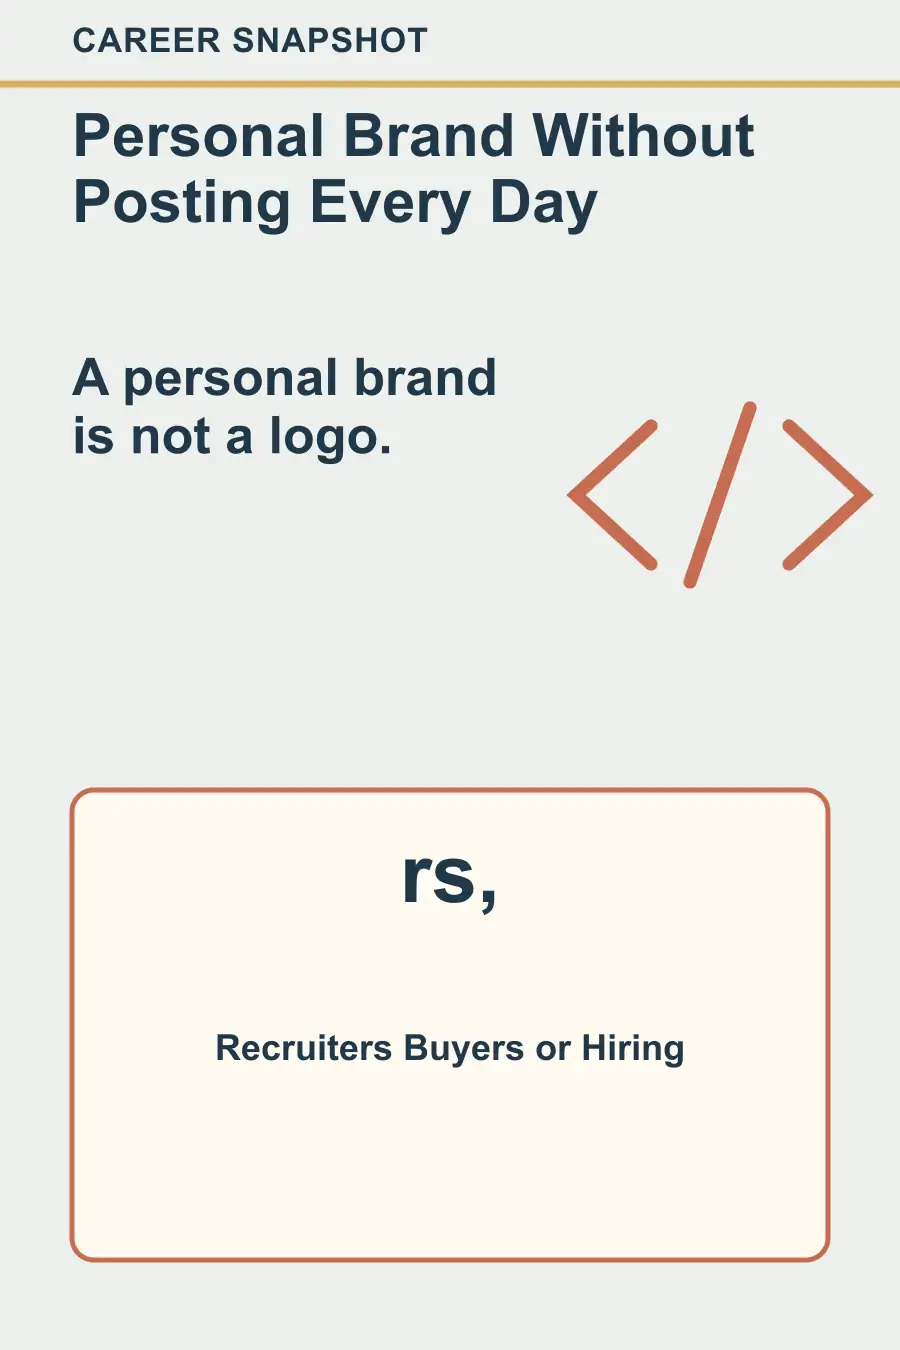 CAREER SNAPSHOT
Personal Brand Without
Posting Every Day
A personal brand
is not a logo.
</>
rs,
Recruiters Buyers or Hiring